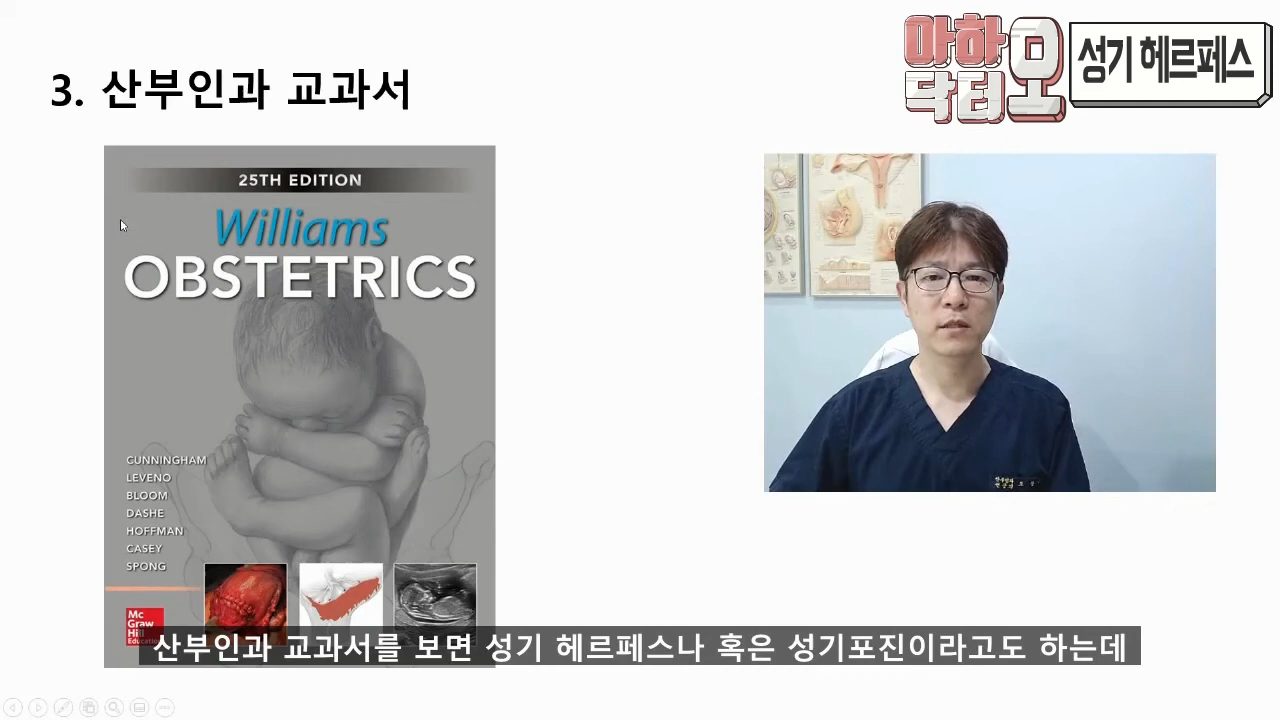 3. 산부인과 교과서
아하
닥터
오
성기 헤르페스
25TH EDITION
Williams
OBSTETRICS
CUNNINGHAM
LEVENO
BLOOM
DASHE
HOFFMAN
CASEY
SPONG
Mc
Graw
Hill
Education
산부인과 교과서를 보면 성기 헤르페스나 혹은 성기포진이라고도 하는데